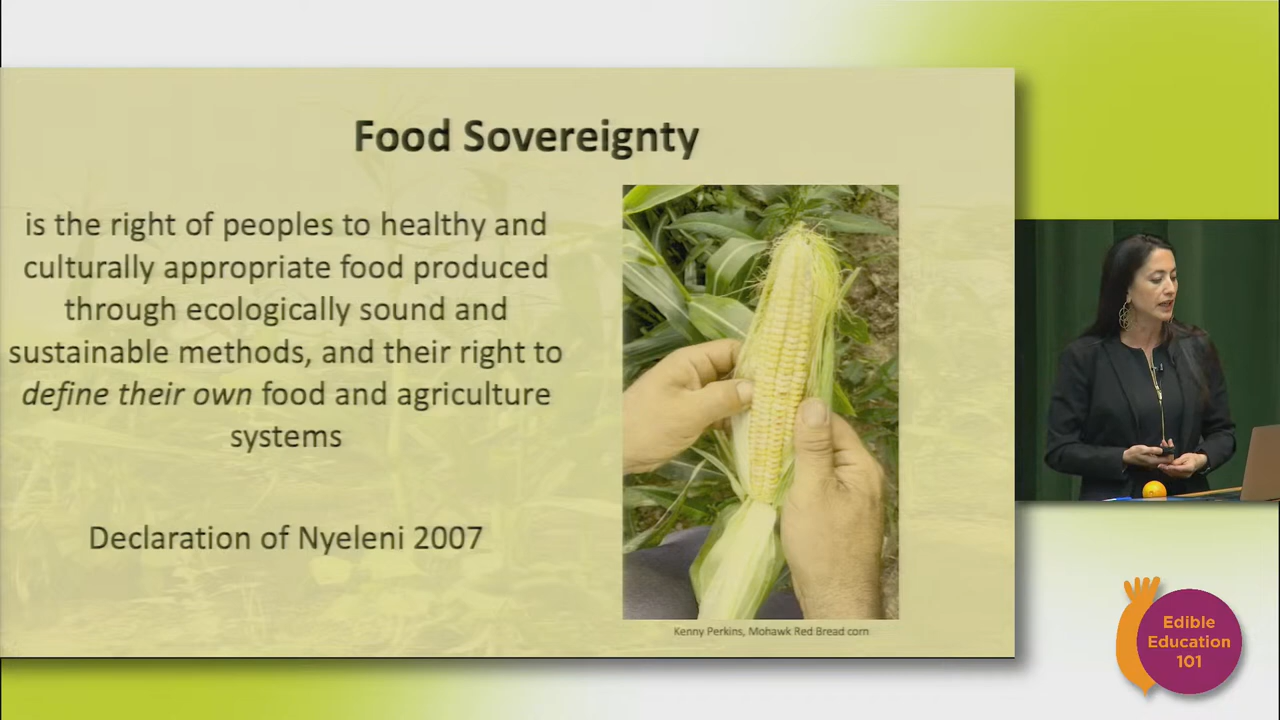 Food Sovereignty
is the right of peoples to healthy and
culturally appropriate food produced
through ecologically sound and
sustainable methods, and their right to
define their own food and agriculture
systems
Declaration of Nyeleni 2007
Kenny Perkins, Mohawk Red Bread corn
Edible
Education
101